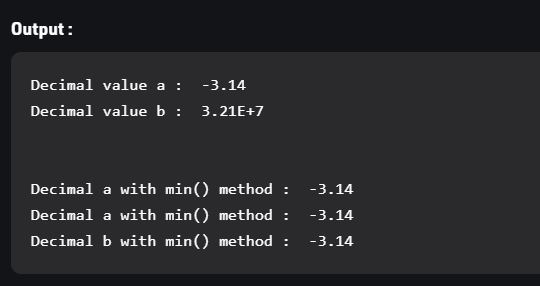 Output :
Decimal value a :  -3.14
Decimal value b :  3.21E+7
Decimal a with min() method :  -3.14
Decimal a with min() method :  -3.14
Decimal b with min() method :  -3.14